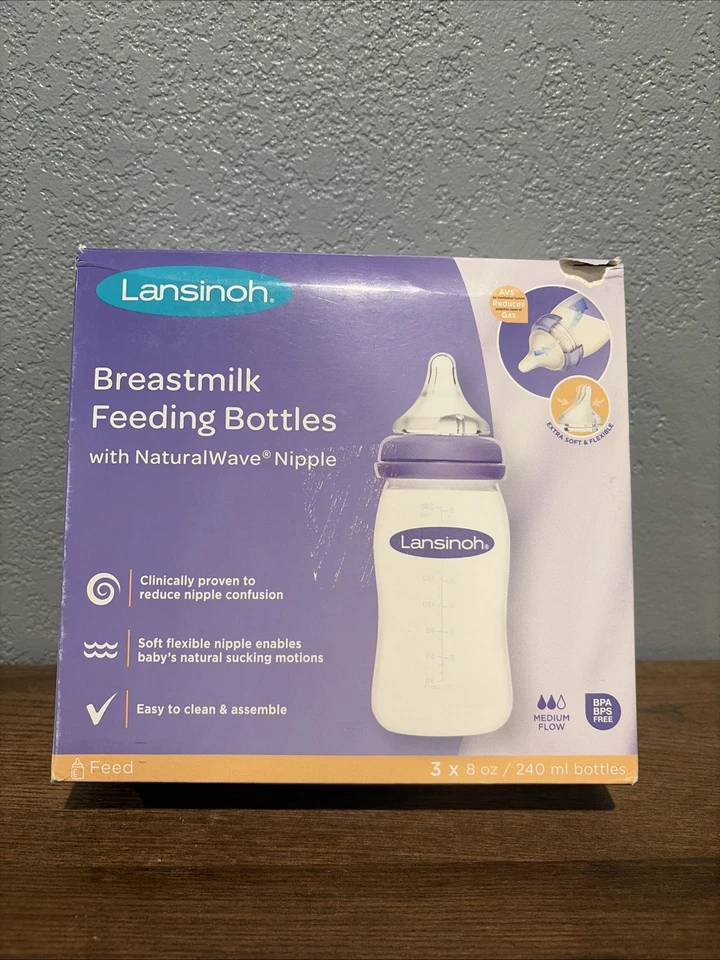 Lansinoh®
AVS™
Reduces
Gas
Breastmilk
Feeding Bottles
with NaturalWave® Nipple
EXTRA SOFT & FLEXIBLE
Lansinoh®
Clinically proven to
reduce nipple confusion
Soft flexible nipple enables
baby's natural sucking motions
Easy to clean & assemble
MEDIUM
FLOW
BPA
BPS
FREE
Feed
3 x 8 oz / 240 ml bottles